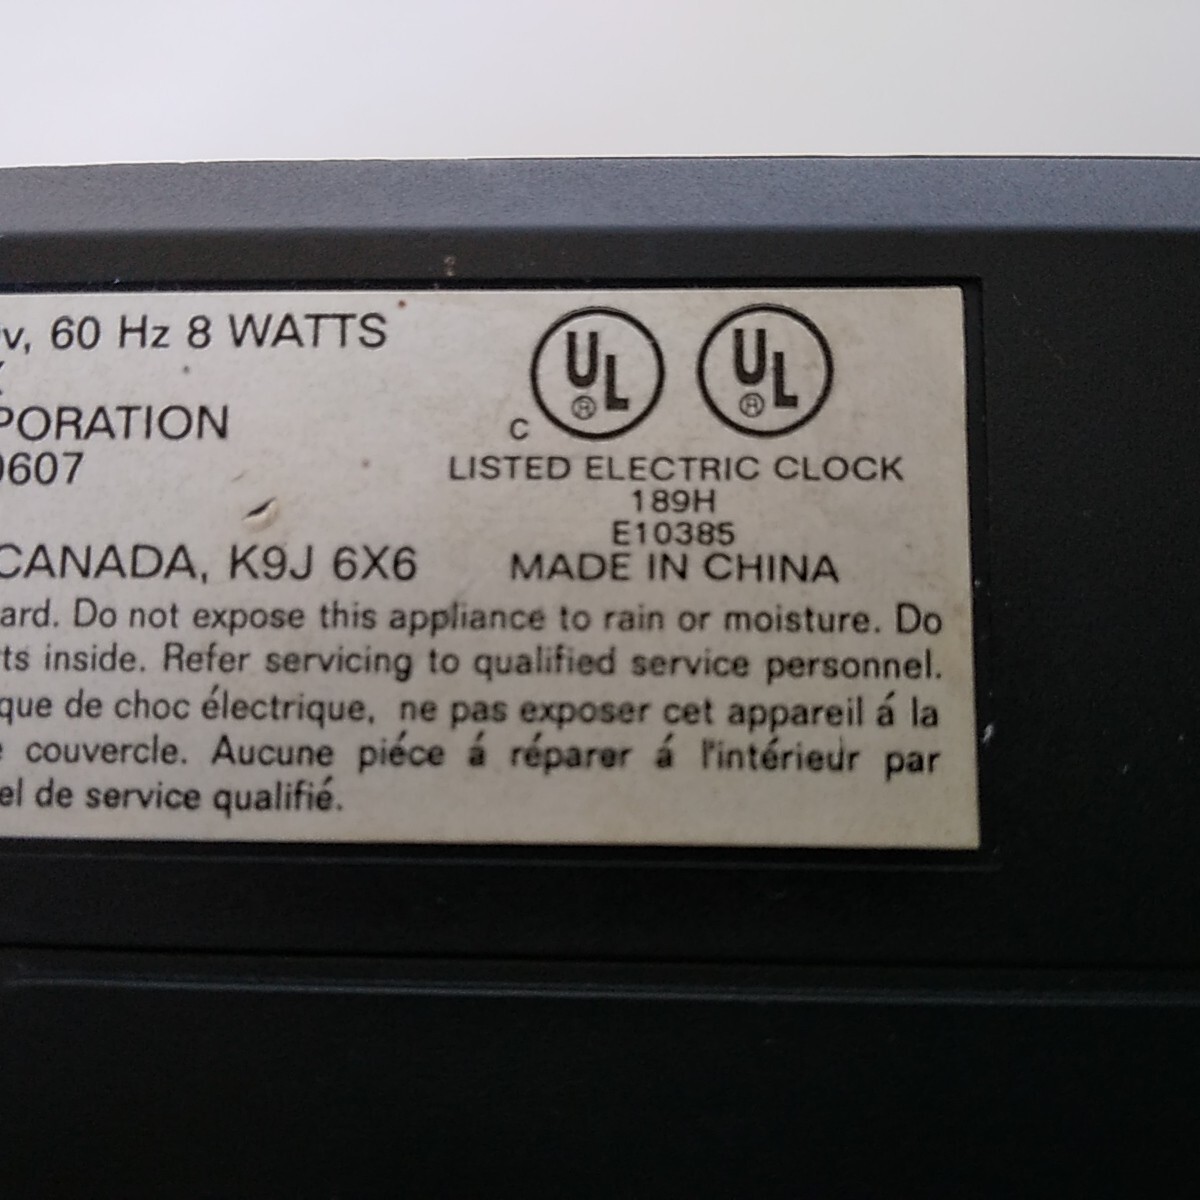 v, 60 Hz 8 WATTS
PORATION
0607
CANADA, K9J 6X6
C UL ® UL ®
LISTED ELECTRIC CLOCK
189H
E10385
MADE IN CHINA
ard. Do not expose this appliance to rain or moisture. Do
ts inside. Refer servicing to qualified service personnel.
que de choc électrique, ne pas exposer cet appareil á la
couvercle. Aucune piéce á réparer á l'intérieur par
el de service qualifié.